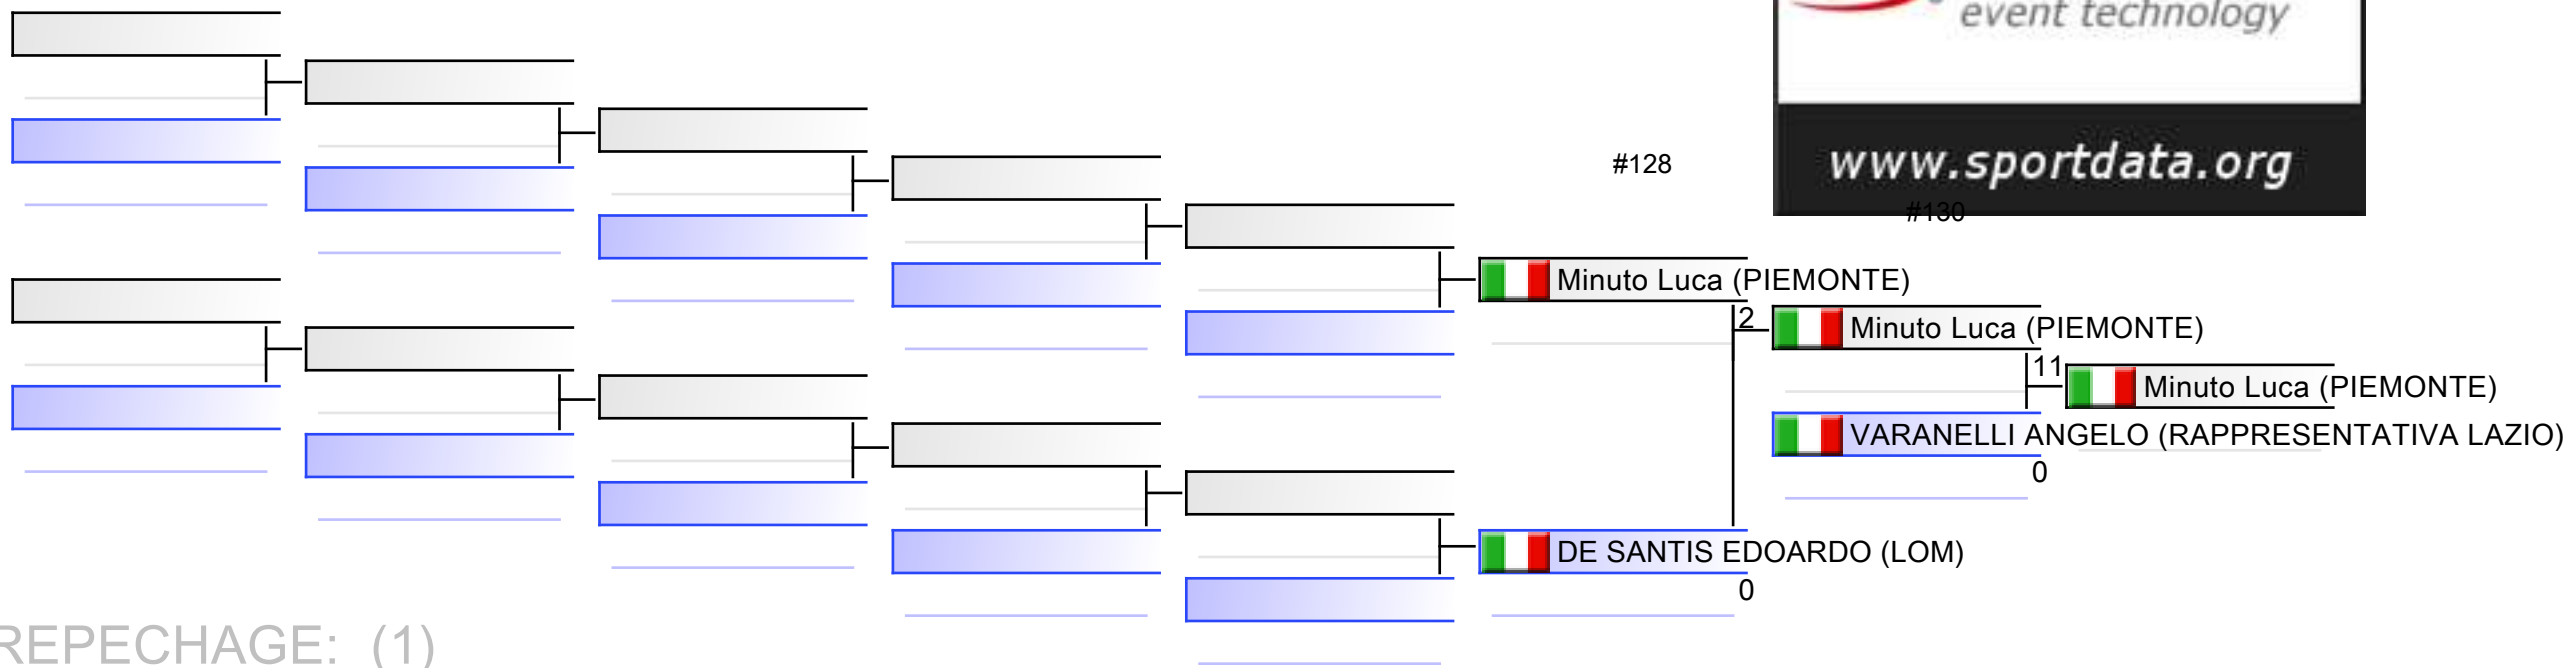 event technology
www.sportdata.org
#128
#130
Minuto Luca (PIEMONTE)
2
Minuto Luca (PIEMONTE)
11
Minuto Luca (PIEMONTE)
VARANELLI ANGELO (RAPPRESENTATIVA LAZIO)
0
DE SANTIS EDOARDO (LOM)
0
REPECHAGE: (1)